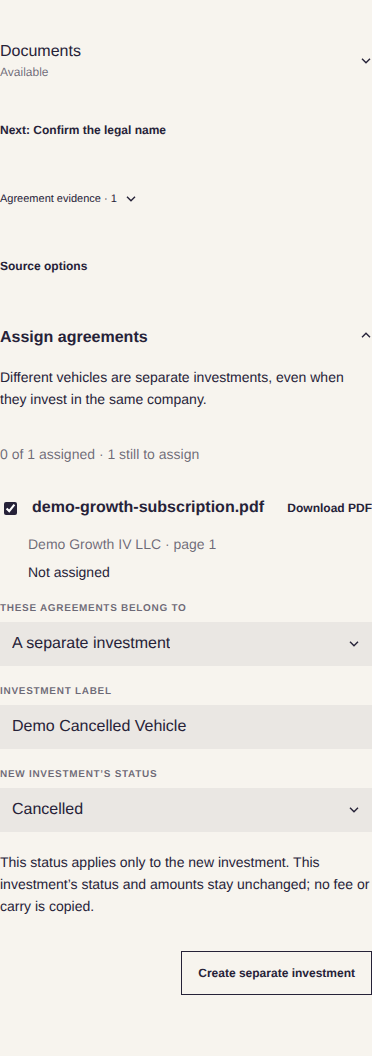 Documents
Available
Next: Confirm the legal name
Agreement evidence · 1
Source options
Assign agreements
Different vehicles are separate investments, even when
they invest in the same company.
0 of 1 assigned · 1 still to assign
demo-growth-subscription.pdf Download PDF
Demo Growth IV LLC · page 1
Not assigned
THESE AGREEMENTS BELONG TO
A separate investment
INVESTMENT LABEL
Demo Cancelled Vehicle
NEW INVESTMENT'S STATUS
Cancelled
This status applies only to the new investment. This
investment's status and amounts stay unchanged; no fee or
carry is copied.
Create separate investment